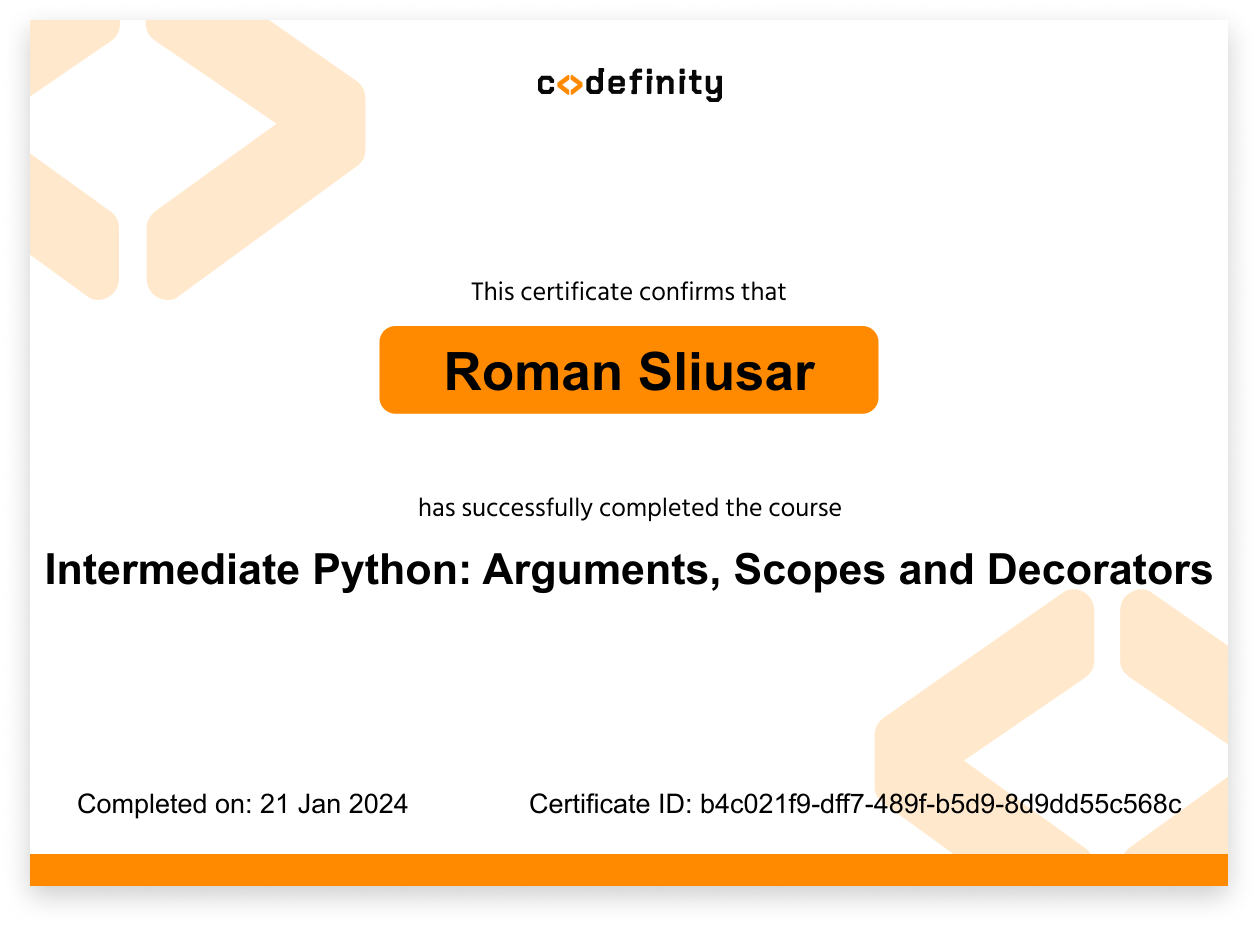 codefinity
This certificate confirms that
Roman Sliusar
has successfully completed the course
Intermediate Python: Arguments, Scopes and Decorators
Completed on: 21 Jan 2024
Certificate ID: b4c021f9-dff7-489f-b5d9-8d9dd55c568c